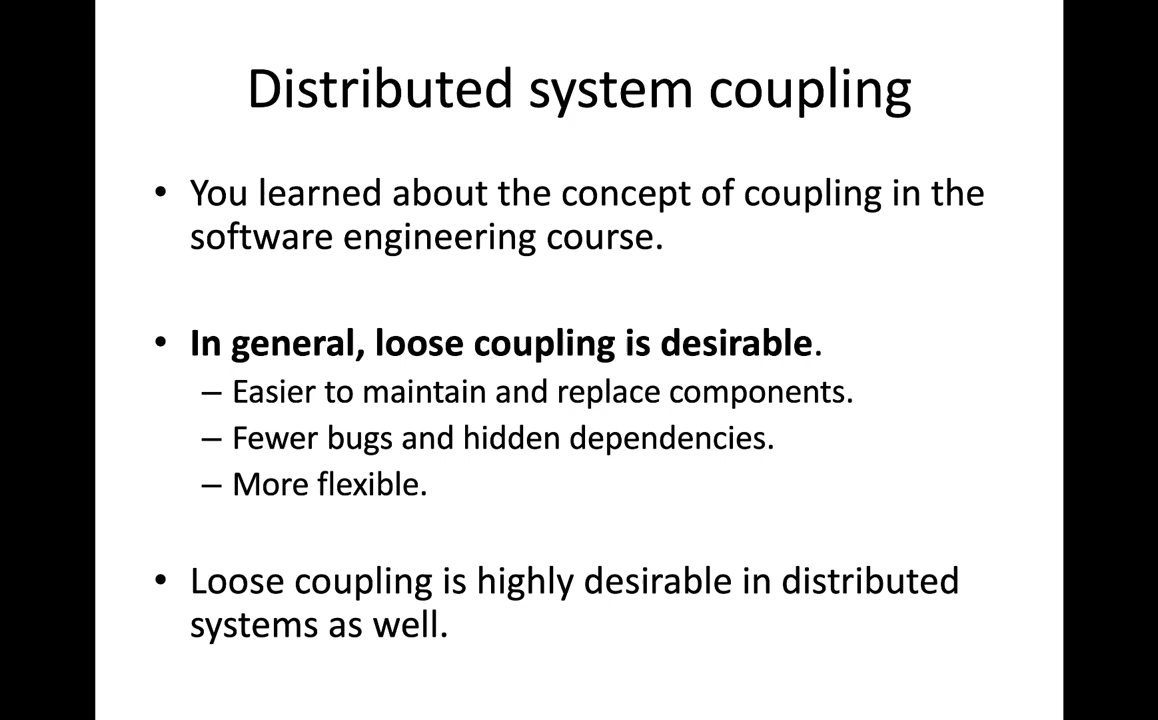 Distributed system coupling
• You learned about the concept of coupling in the
software engineering course.
• In general, loose coupling is desirable.
– Easier to maintain and replace components.
– Fewer bugs and hidden dependencies.
– More flexible.
• Loose coupling is highly desirable in distributed
systems as well.